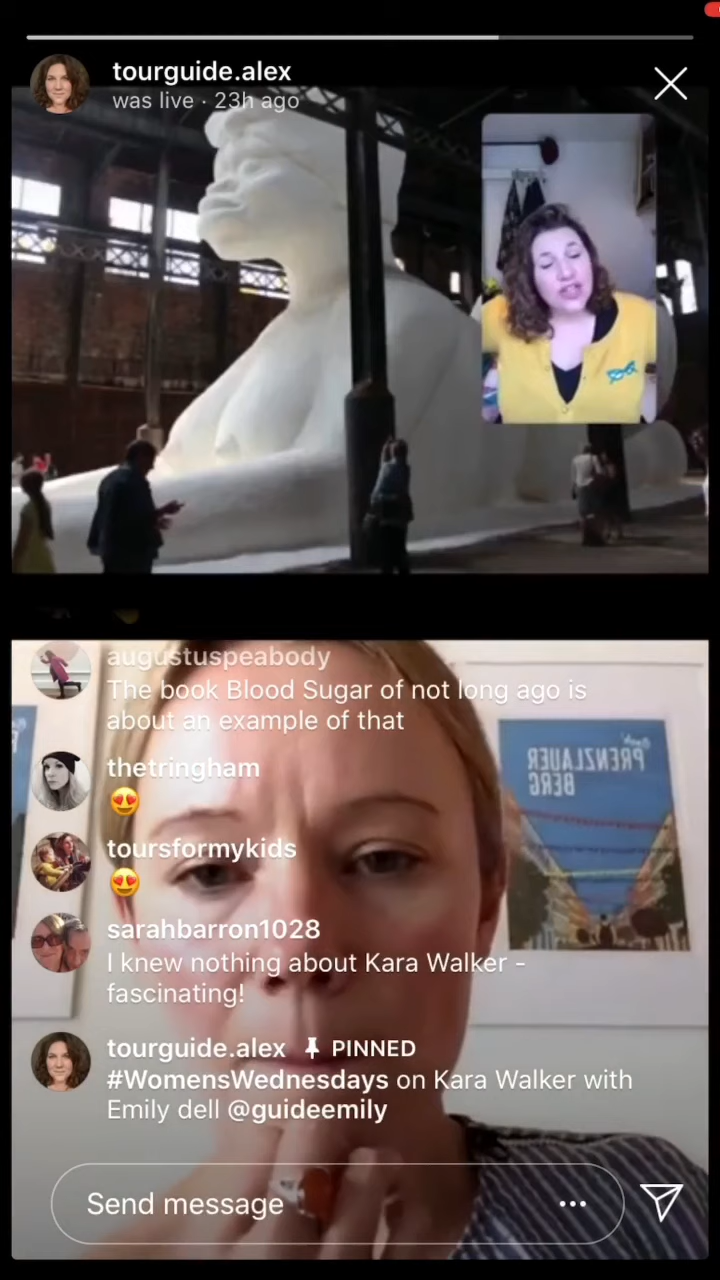 tourguide.alex
was live · 23h ago
augustuspeabody
The book Blood Sugar of not long ago is
about an example of that
thetringham
😍
toursformykids
😍
sarahbarron1028
I knew nothing about Kara Walker -
fascinating!
tourguide.alex PINNED
#WomensWednesdays on Kara Walker with
Emily dell @guideemily
PRENZLAUER
BERG
Send message